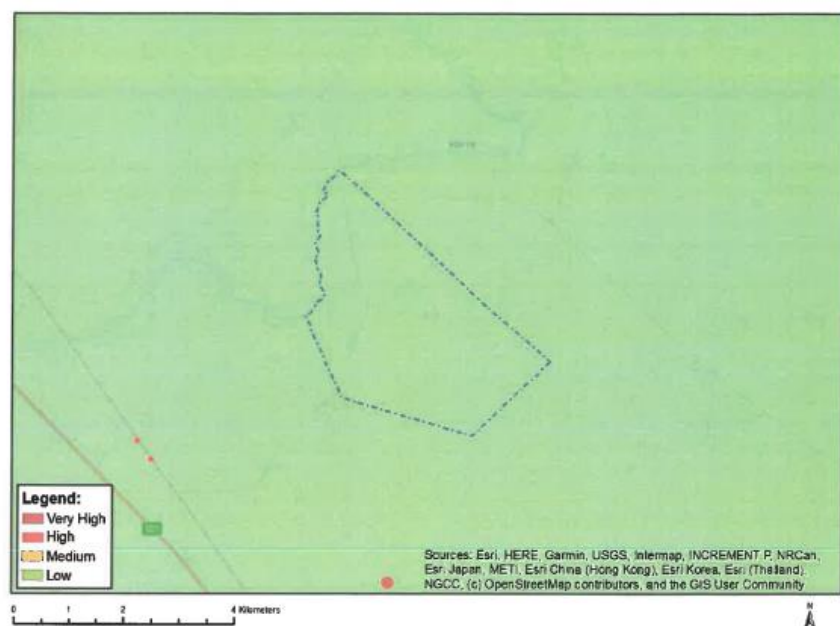 Legend:
Very High
High
Medium
Low
Sources: Esri, HERE, Garmin, USGS, Intermap, INCREMENT P, NRCan,
Esri Japan, METI, Esri China (Hong Kong), Esri Korea, Esri (Thailand),
NGCC, (c) OpenStreetMap contributors, and the GIS User Community
0 1 2 4 Kilometers
N